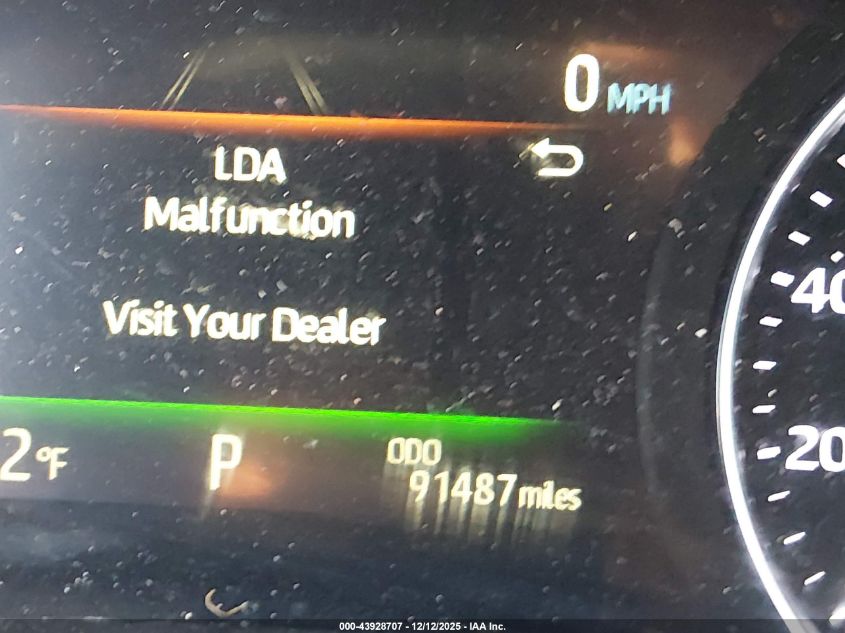 0 MPH
LDA
Malfunction
Visit Your Dealer
2°F
P
ODO
91487 miles
40
20
000-43928707 - 12/12/2025 - IAA Inc.